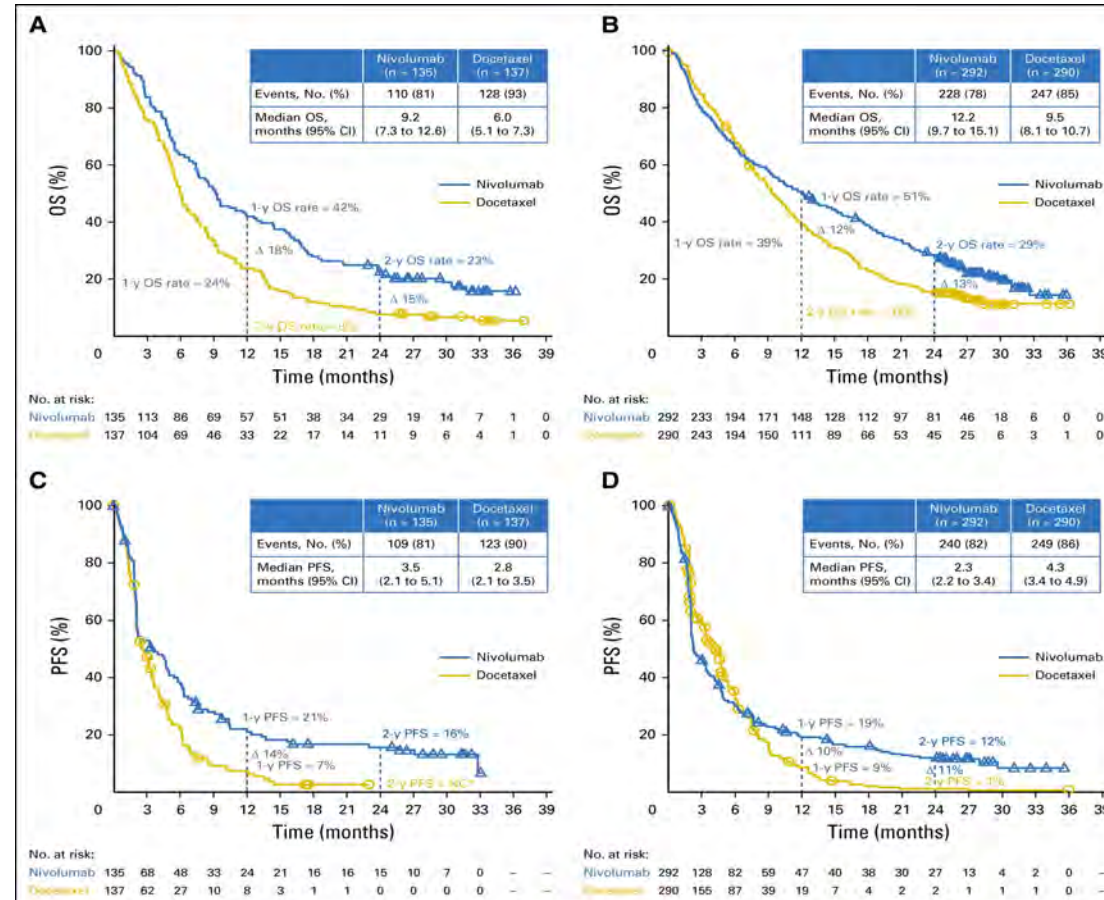 A
Nivolumab Docetaxel
(n = 135) (n = 137)
Events, No. (%) 110 (81) 128 (93)
Median OS, 9.2 6.0
months (95% CI) (7.3 to 12.6) (5.1 to 7.3)
Nivolumab
Docetaxel
1-y OS rate = 42%
Δ 18%
1-y OS rate = 24%
2-y OS rate = 23%
Δ 15%
2-y OS rate
OS (%)
100
80
60
40
20
0 3 6 9 12 15 18 21 24 27 30 33 36 39
Time (months)
No. at risk:
Nivolumab 135 113 86 69 57 51 38 34 29 19 14 7 1 0
Docetaxel 137 104 69 46 33 22 17 14 11 9 6 4 1 0
B
Nivolumab Docetaxel
(n = 292) (n = 290)
Events, No. (%) 228 (78) 247 (85)
Median OS, 12.2 9.5
months (95% CI) (9.7 to 15.1) (8.1 to 10.7)
Nivolumab
Docetaxel
1-y OS rate = 51%
Δ 12%
1-y OS rate = 39%
2-y OS rate = 29%
Δ 13%
2-y OS rate
OS (%)
100
80
60
40
20
0 3 6 9 12 15 18 21 24 27 30 33 36 39
Time (months)
No. at risk:
Nivolumab 292 233 194 171 148 128 112 97 81 46 18 6 0 0
Docetaxel 290 243 194 150 111 89 66 53 45 25 6 3 1 0
C
Nivolumab Docetaxel
(n = 135) (n = 137)
Events, No. (%) 109 (81) 123 (90)
Median PFS, 3.5 2.8
months (95% CI) (2.1 to 5.1) (2.1 to 3.5)
Nivolumab
Docetaxel
1-y PFS = 21%
Δ 14%
1-y PFS = 7%
2-y PFS = 16%
2-y PFS = NC*
PFS (%)
100
80
60
40
20
0 3 6 9 12 15 18 21 24 27 30 33 36 39
Time (months)
No. at risk:
Nivolumab 135 68 48 33 24 21 16 16 15 10 7 0 – –
Docetaxel 137 62 27 10 8 3 1 1 0 0 0 0 – –
D
Nivolumab Docetaxel
(n = 292) (n = 290)
Events, No. (%) 240 (82) 249 (86)
Median PFS, 2.3 4.3
months (95% CI) (2.2 to 3.4) (3.4 to 4.9)
Nivolumab
Docetaxel
1-y PFS = 19%
Δ 10%
1-y PFS = 9%
2-y PFS = 12%
Δ 11%
2-y PFS = 1%
PFS (%)
100
80
60
40
20
0 3 6 9 12 15 18 21 24 27 30 33 36 39
Time (months)
No. at risk:
Nivolumab 292 128 82 59 47 40 38 30 27 13 4 2 0 –
Docetaxel 290 155 87 39 19 7 4 2 2 1 1 1 0 –